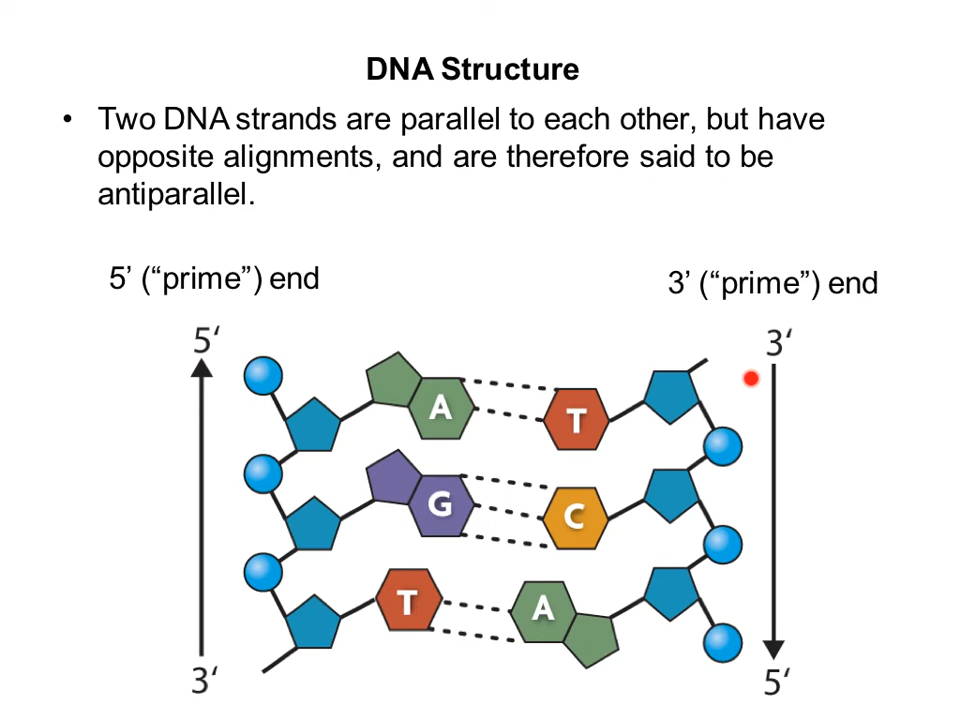 DNA Structure
• Two DNA strands are parallel to each other, but have
opposite alignments, and are therefore said to be
antiparallel.
5’ (“prime”) end
3’ (“prime”) end
5‘
3‘
A
T
G
C
T
A
3‘
5‘